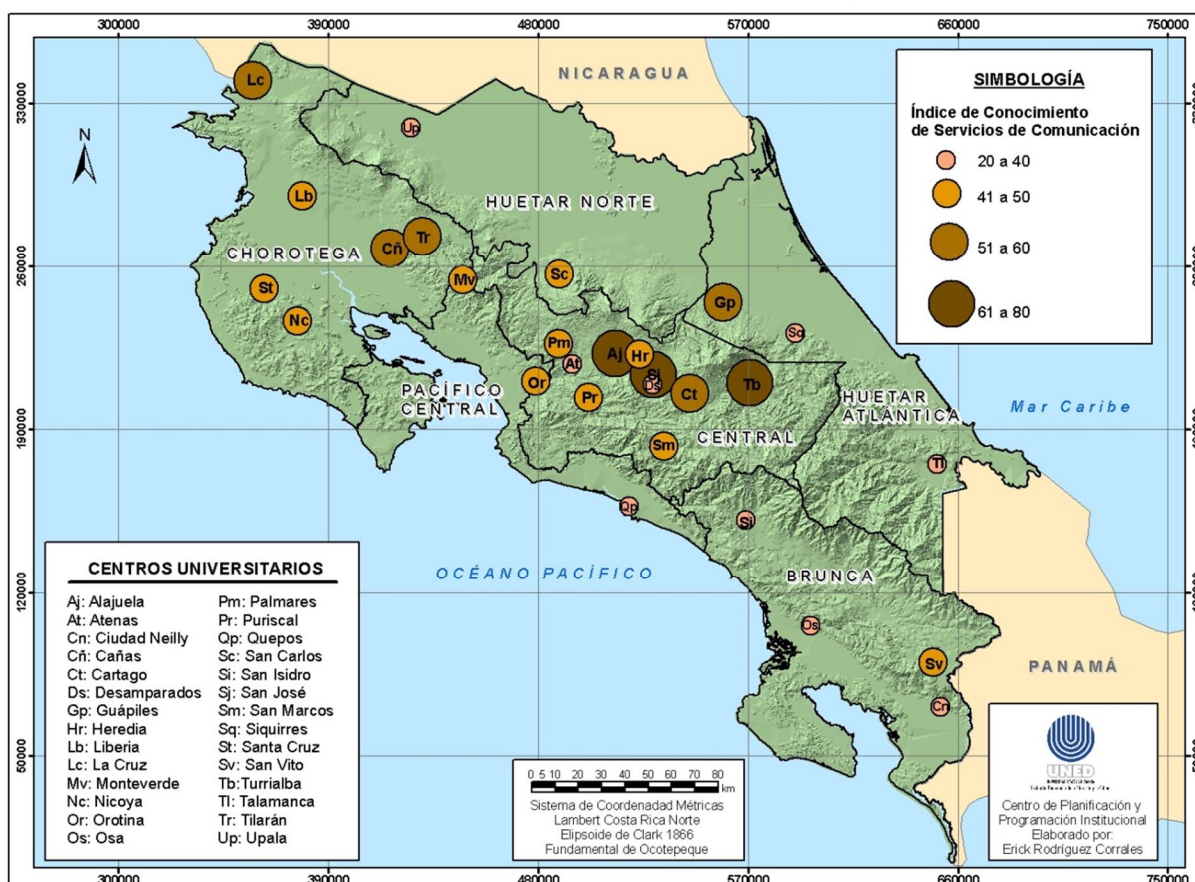 300000 390000 480000 570000 660000 750000
NICARAGUA
SIMBOLOGÍA
Índice de Conocimiento
de Servicios de Comunicación
20 a 40
41 a 50
51 a 60
61 a 80
330000
260000
190000
120000
50000
N
Lc
Up
Lb
HUETAR NORTE
Tr
Cñ
CHOROTEGA
Mv
Sc
St
Gp
Nc
Sq
Pm
Aj
Hr
At
Sj
Ds
Or
Tb
Ct
Pr
PACÍFICO
CENTRAL
HUETAR
ATLÁNTICA
Mar Caribe
CENTRAL
Sm
Tl
Qp
Si
OCÉANO PACÍFICO
BRUNCA
Os
Sv
PANAMÁ
Cn
CENTROS UNIVERSITARIOS
Aj: Alajuela
At: Atenas
Cn: Ciudad Neilly
Cñ: Cañas
Ct: Cartago
Ds: Desamparados
Gp: Guápiles
Hr: Heredia
Lb: Liberia
Lc: La Cruz
Mv: Monteverde
Nc: Nicoya
Or: Orotina
Os: Osa
Pm: Palmares
Pr: Puriscal
Qp: Quepos
Sc: San Carlos
Si: San Isidro
Sj: San José
Sm: San Marcos
Sq: Siquirres
St: Santa Cruz
Sv: San Vito
Tb:Turrialba
Tl: Talamanca
Tr: Tilarán
Up: Upala
0 5 10 20 30 40 50 60 70 80
km
Sistema de Coordenadad Métricas
Lambert Costa Rica Norte
Elipsoide de Clark 1866
Fundamental de Ocotepeque
UNED
Centro de Planificación y
Programación Institucional
Elaborado por:
Erick Rodríguez Corrales
300000 390000 480000 570000 660000 750000